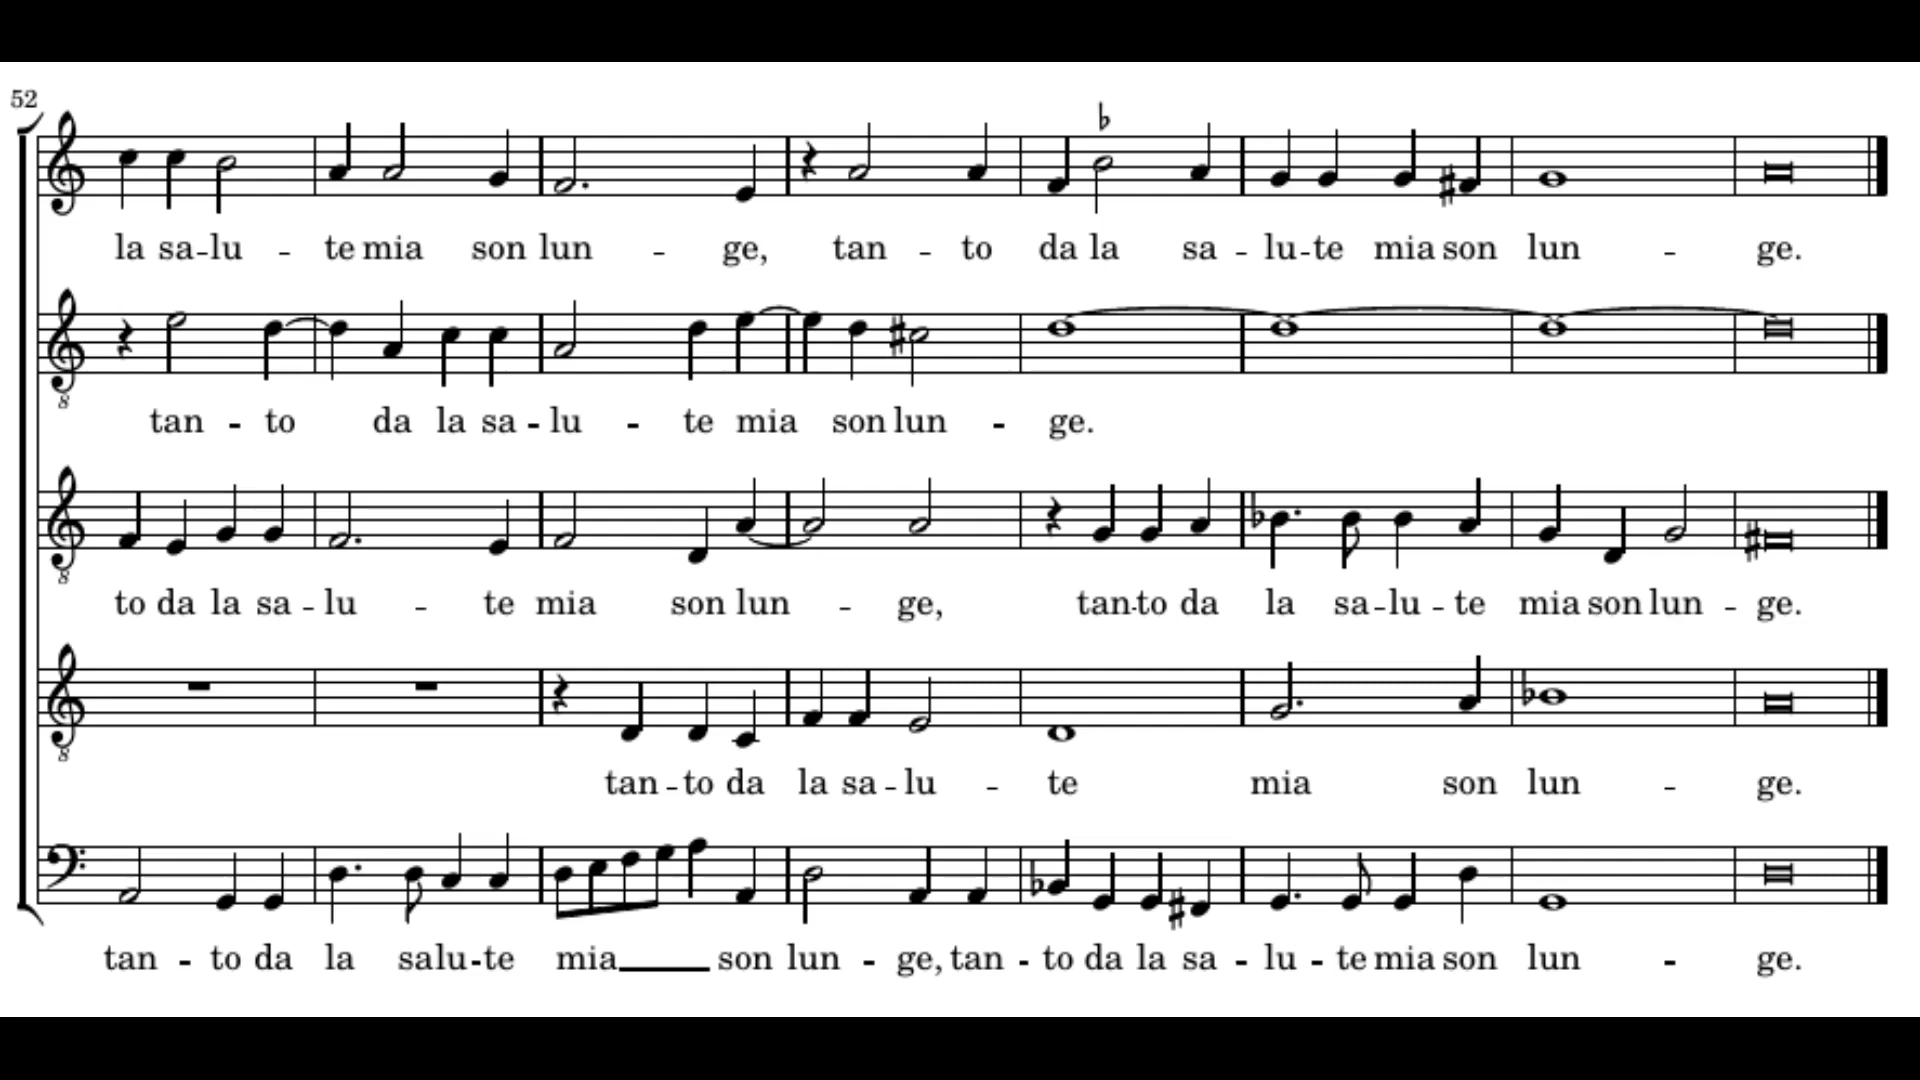 52
la sa-lu - te mia son lun - ge, tan - to da la sa - lu-te mia son lun - ge.
8
tan - to da la sa - lu - te mia son lun - ge.
8
to da la sa - lu - te mia son lun - ge, tan-to da la sa-lu - te mia son lun - ge.
8
tan-to da la sa-lu - te mia son lun - ge.
tan - to da la salu-te mia____ son lun - ge, tan - to da la sa - lu - te mia son lun - ge.